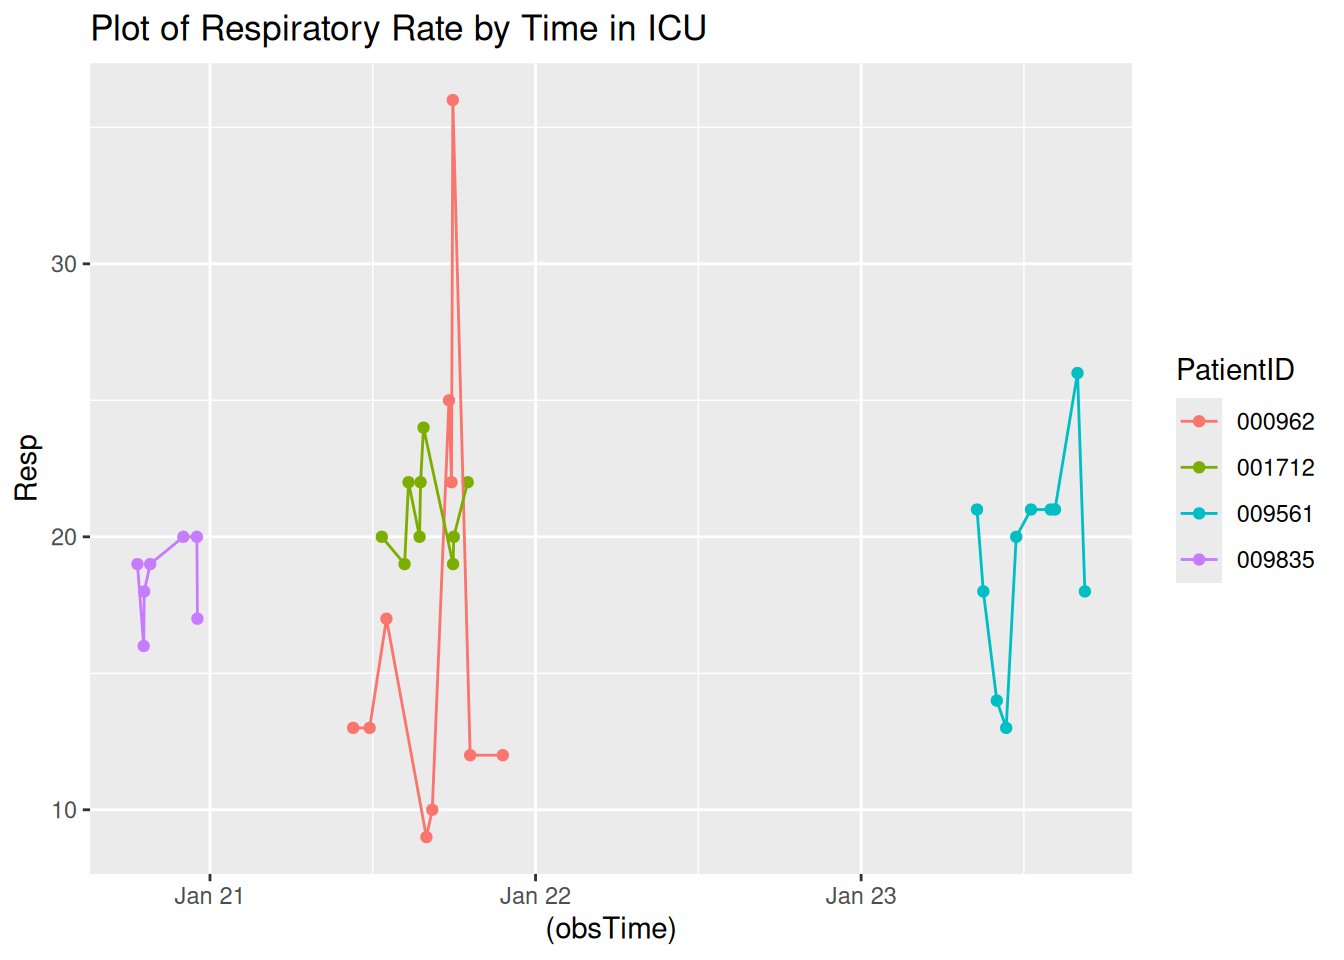 Plot of Respiratory Rate by Time in ICU
Resp
30
20
10
Jan 21
Jan 22
Jan 23
(obsTime)
PatientID
000962
001712
009561
009835